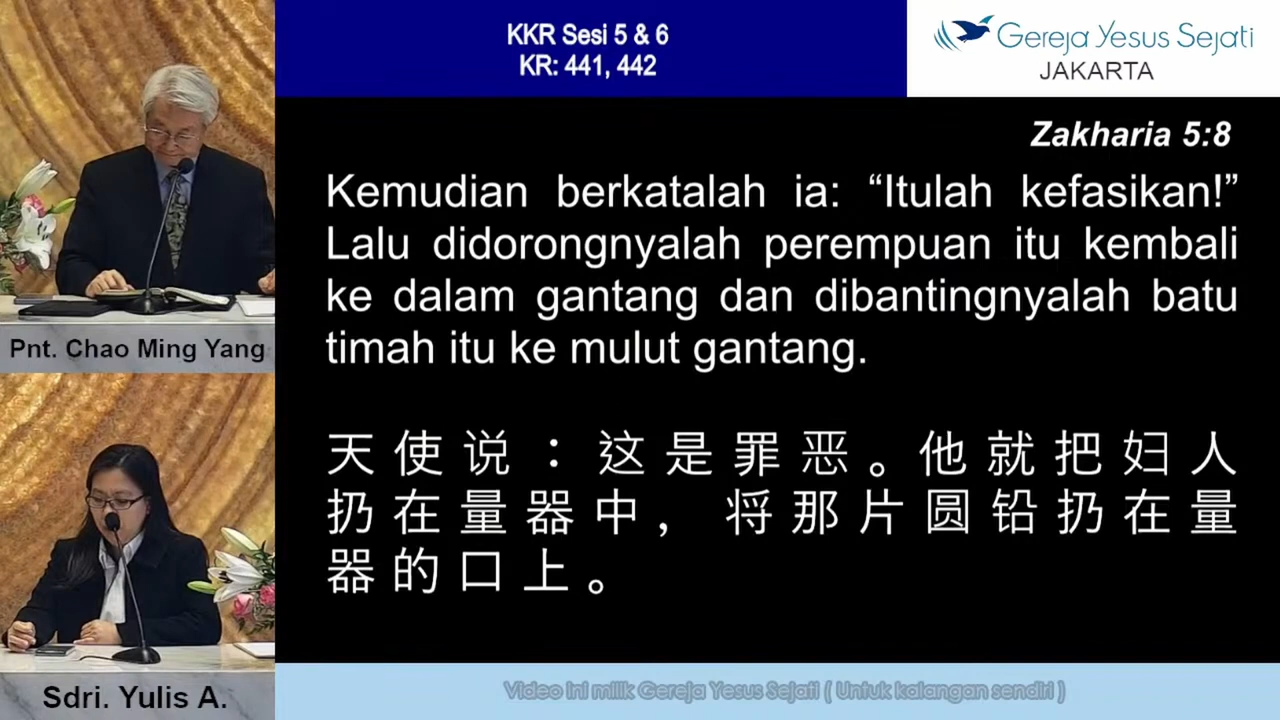 KKR Sesi 5 & 6
KR: 441, 442
Gereja Yesus Sejati
JAKARTA
Zakharia 5:8
Kemudian berkatalah ia: “Itulah kefasikan!”
Lalu didorongnyalah perempuan itu kembali
ke dalam gantang dan dibantingnyalah batu
timah itu ke mulut gantang.
天使说：这是罪恶。他就把妇人
扔在量器中，将那片圆铅扔在量
器的口上。
Pnt. Chao Ming Yang
Sdri. Yulis A.
Video ini milik Gereja Yesus Sejati ( Untuk kalangan sendiri )